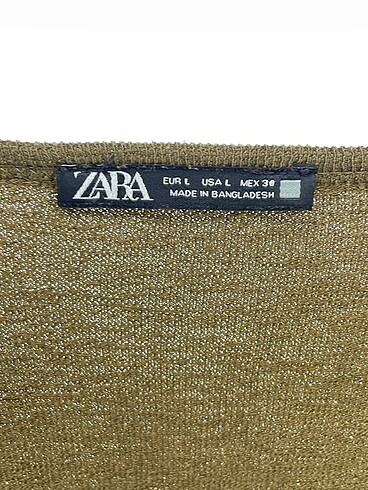 ZARA
EUR L USA L MEX 30
MADE IN BANGLADESH